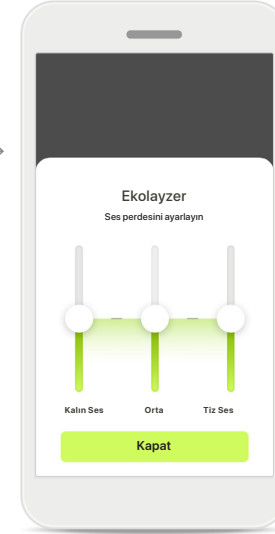 Ekolayzer
Ses perdesini ayarlayın
Kalın Ses Orta Tiz Ses
Kapat